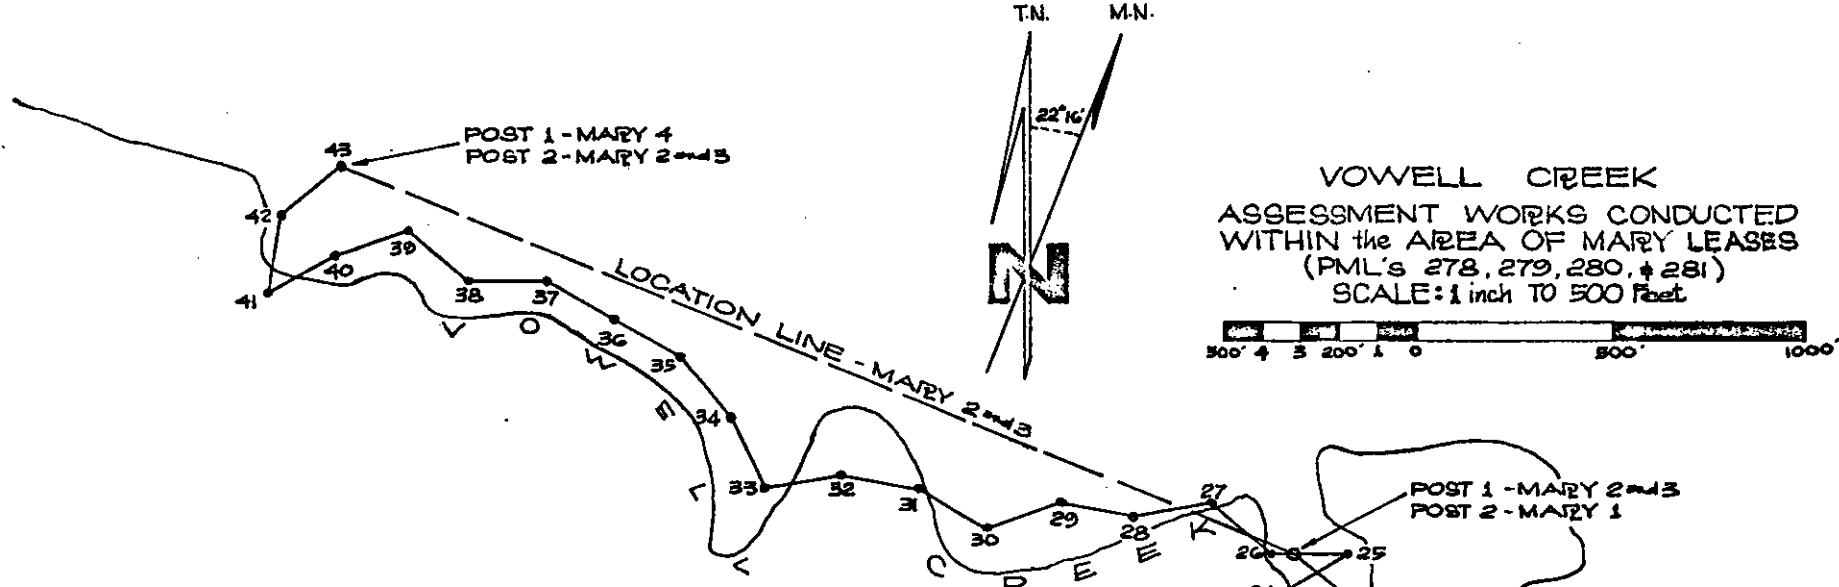 T.N. M.N.
22°16'
N
POST 1 - MARY 4
POST 2 - MARY 2 and 3
VOWELL CREEK
ASSESSMENT WORKS CONDUCTED
WITHIN the AREA OF MARY LEASES
(PML's 278, 279, 280, & 281)
SCALE: 1 inch TO 500 Feet
500' 4 3 200' 1 0 500' 1000'
LOCATION LINE - MARY 2 and 3
43
42
41
40
39
38
37
36
35
34
33
32
31
30
29
28
27
26
25
VOWELL CREEK
POST 1 - MARY 2 and 3
POST 2 - MARY 1